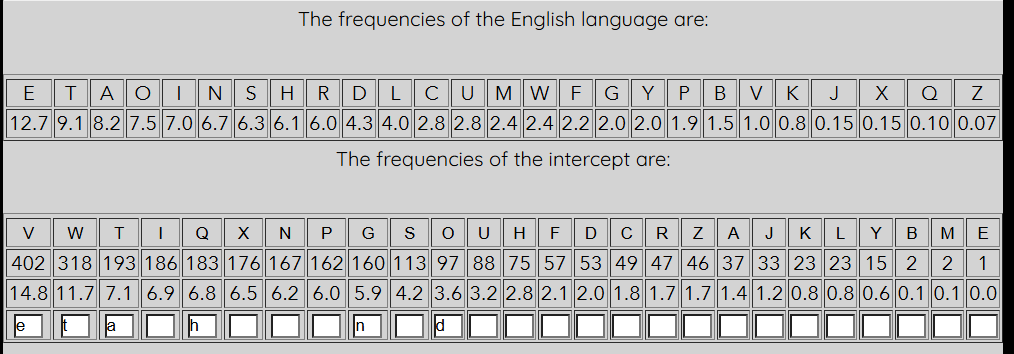 The frequencies of the English language are:
E T A O I N S H R D L C U M W F G Y P B V K J X Q Z
12.7 9.1 8.2 7.5 7.0 6.7 6.3 6.1 6.0 4.3 4.0 2.8 2.8 2.4 2.4 2.2 2.0 2.0 1.9 1.5 1.0 0.8 0.15 0.15 0.10 0.07
The frequencies of the intercept are:
V W T I Q X N P G S O U H F D C R Z A J K L Y B M E
402 318 193 186 183 176 167 162 160 113 97 88 75 57 53 49 47 46 37 33 23 23 15 2 2 1
14.8 11.7 7.1 6.9 6.8 6.5 6.2 6.0 5.9 4.2 3.6 3.2 2.8 2.1 2.0 1.8 1.7 1.7 1.4 1.2 0.8 0.8 0.6 0.1 0.1 0.0
e t a h n d